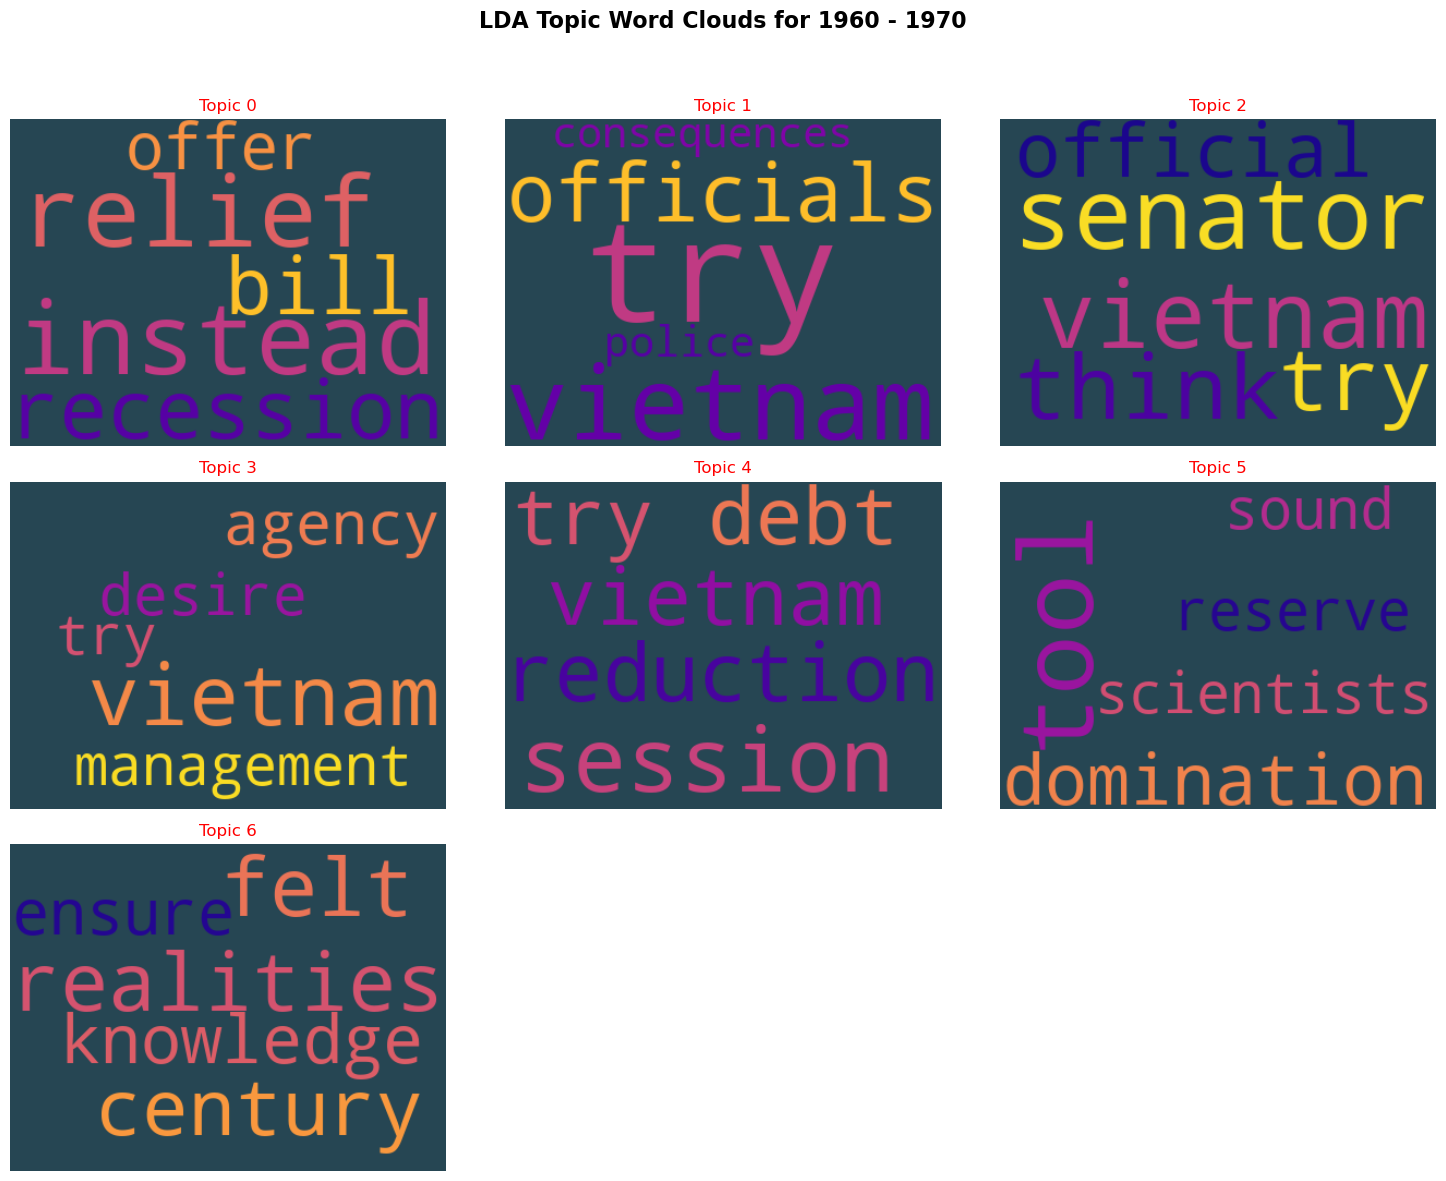 LDA Topic Word Clouds for 1960 - 1970
Topic 0
offer
relief
bill
instead
recession
Topic 1
consequences
officials
try
police
vietnam
Topic 2
official
senator
vietnam
think try
Topic 3
agency
desire
try
vietnam
management
Topic 4
try debt
vietnam
reduction
session
Topic 5
sound
tool
reserve
scientists
domination
Topic 6
felt
ensure
realities
knowledge
century